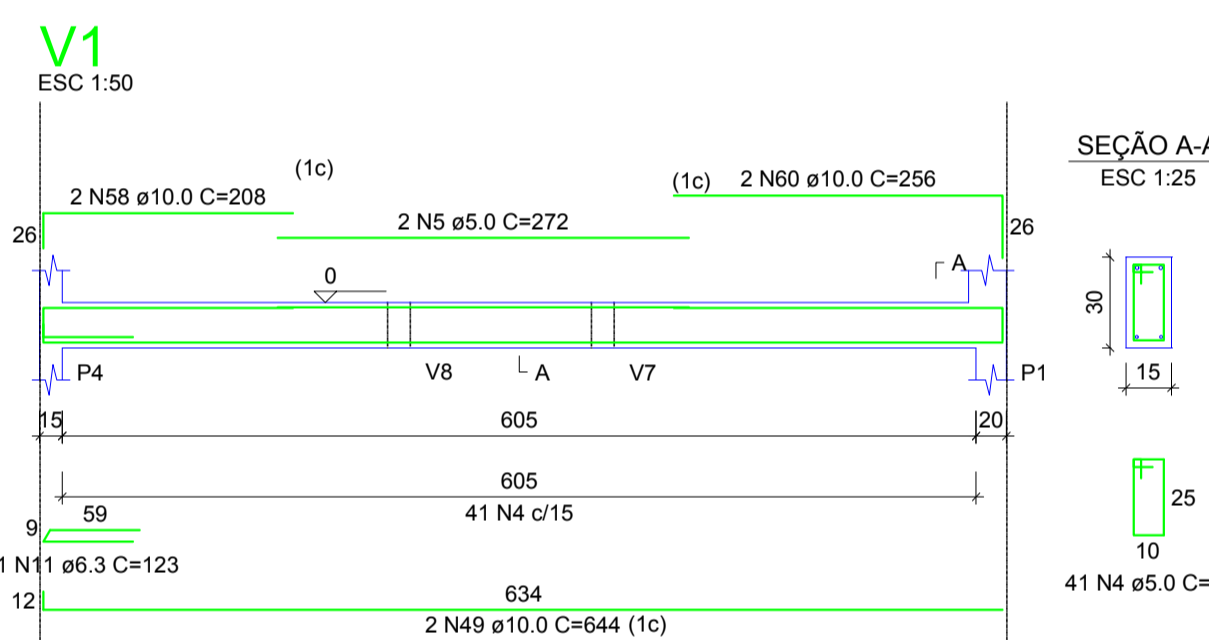 V1
ESC 1:50
(1c)
2 N58 ø10.0 C=208
(1c)
2 N60 ø10.0 C=256
2 N5 ø5.0 C=272
26
26
0
A
P4
V8
A
V7
P1
15
605
20
605
41 N4 c/15
9
59
1 N11 ø6.3 C=123
12
634
2 N49 ø10.0 C=644 (1c)
SEÇÃO A-A
ESC 1:25
30
15
25
10
41 N4 ø5.0 C=